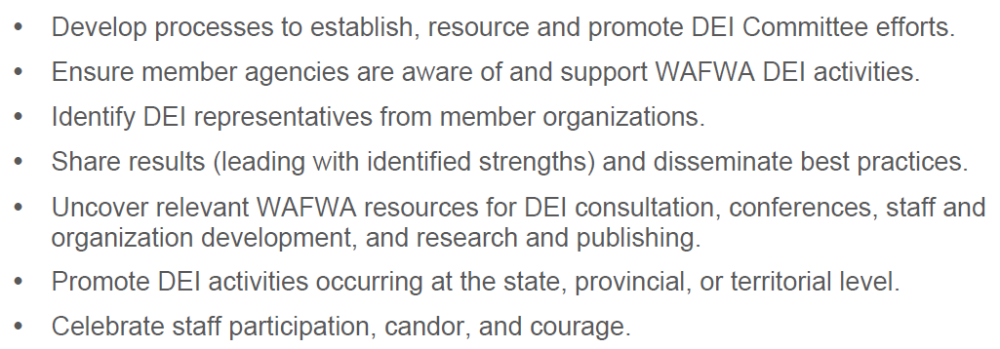 • Develop processes to establish, resource and promote DEI Committee efforts.
• Ensure member agencies are aware of and support WAFWA DEI activities.
• Identify DEI representatives from member organizations.
• Share results (leading with identified strengths) and disseminate best practices.
• Uncover relevant WAFWA resources for DEI consultation, conferences, staff and
organization development, and research and publishing.
• Promote DEI activities occurring at the state, provincial, or territorial level.
• Celebrate staff participation, candor, and courage.